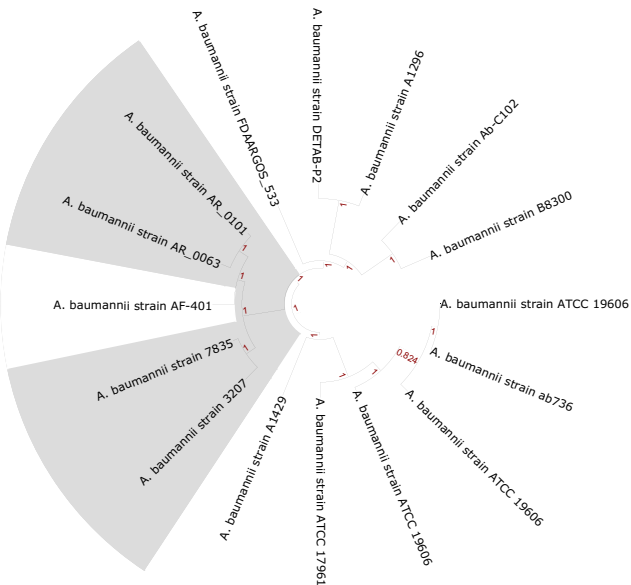 A. baumannii strain FDAARGOS_533
A. baumannii strain DETAB-P2
A. baumannii strain A1296
A. baumannii strain Ab-C102
A. baumannii strain B8300
A. baumannii strain ATCC 19606
A. baumannii strain ab736
A. baumannii strain ATCC 19606
A. baumannii strain ATCC 19606
A. baumannii strain ATCC 17961
A. baumannii strain A1429
A. baumannii strain 3207
A. baumannii strain 7835
A. baumannii strain AF-401
A. baumannii strain AR_0063
A. baumannii strain AR_0101
1
1
1
1
1
1
1
1
1
1
1
1
1
1
0.824